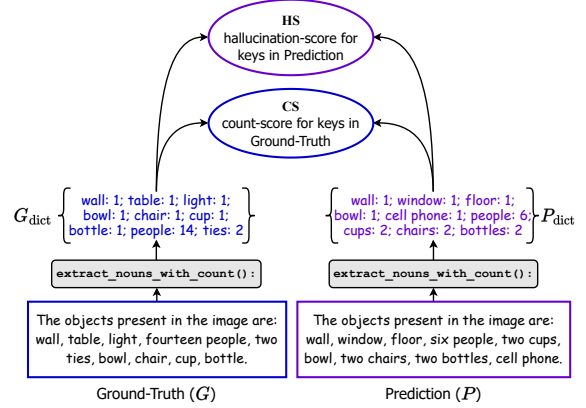 HS
hallucination-score for
keys in Prediction
CS
count-score for keys in
Ground-Truth
G_dict
wall: 1; table: 1; light: 1;
bowl: 1; chair: 1; cup: 1;
bottle: 1; people: 14; ties: 2
wall: 1; window: 1; floor: 1;
bowl: 1; cell phone: 1; people: 6;
cups: 2; chairs: 2; bottles: 2
P_dict
extract_nouns_with_count():
extract_nouns_with_count():
The objects present in the image are:
wall, table, light, fourteen people, two
ties, bowl, chair, cup, bottle.
The objects present in the image are:
wall, window, floor, six people, two cups,
bowl, two chairs, two bottles, cell phone.
Ground-Truth (G)
Prediction (P)